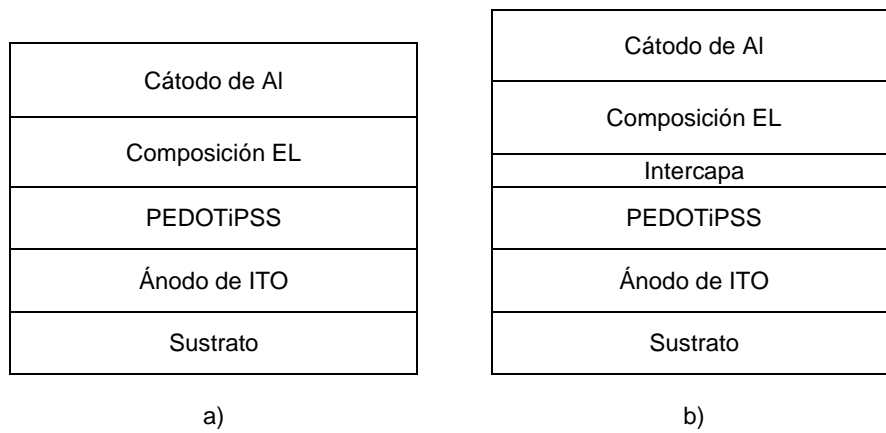 Cátodo de Al
Composición EL
PEDOTiPSS
Ánodo de ITO
Sustrato
a)
Cátodo de Al
Composición EL
Intercapa
PEDOTiPSS
Ánodo de ITO
Sustrato
b)